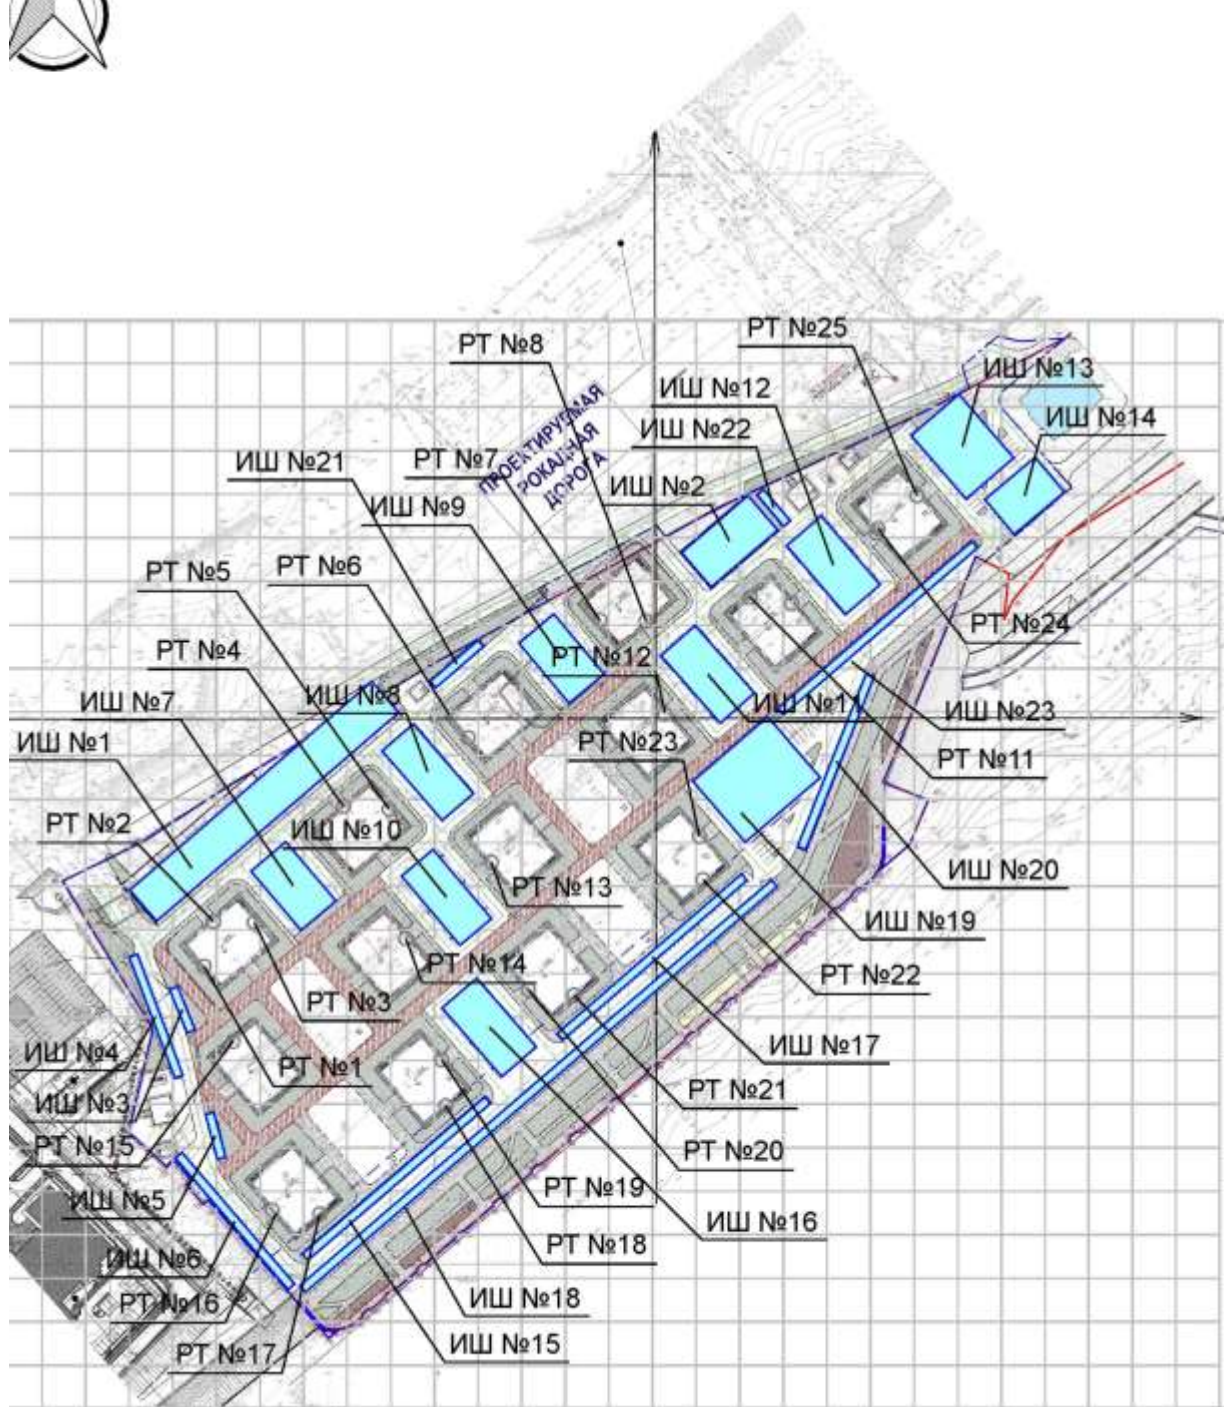 РТ №25
РТ №8
ИШ №13
ИШ №12
ИШ №14
ИШ №22
ПРОЕКТИРУЕМАЯ
РОКАДНАЯ
ДОРОГА
РТ №7
ИШ №21
ИШ №2
ИШ №9
РТ №6
РТ №5
РТ №24
РТ №4
РТ №12
ИШ №8
ИШ №7
ИШ №11
ИШ №23
ИШ №1
РТ №23
РТ №11
РТ №2
ИШ №10
ИШ №20
РТ №13
ИШ №19
РТ №14
РТ №22
РТ №3
ИШ №17
ИШ №4
РТ №1
РТ №21
ИШ №3
РТ №15
РТ №20
РТ №19
ИШ №5
ИШ №16
РТ №18
ИШ №6
ИШ №18
РТ №16
ИШ №15
РТ №17